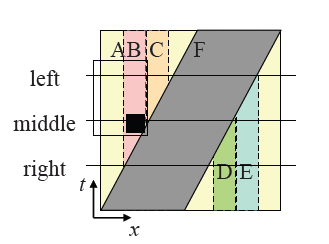 A B C F
left
middle
right
D E
t
x